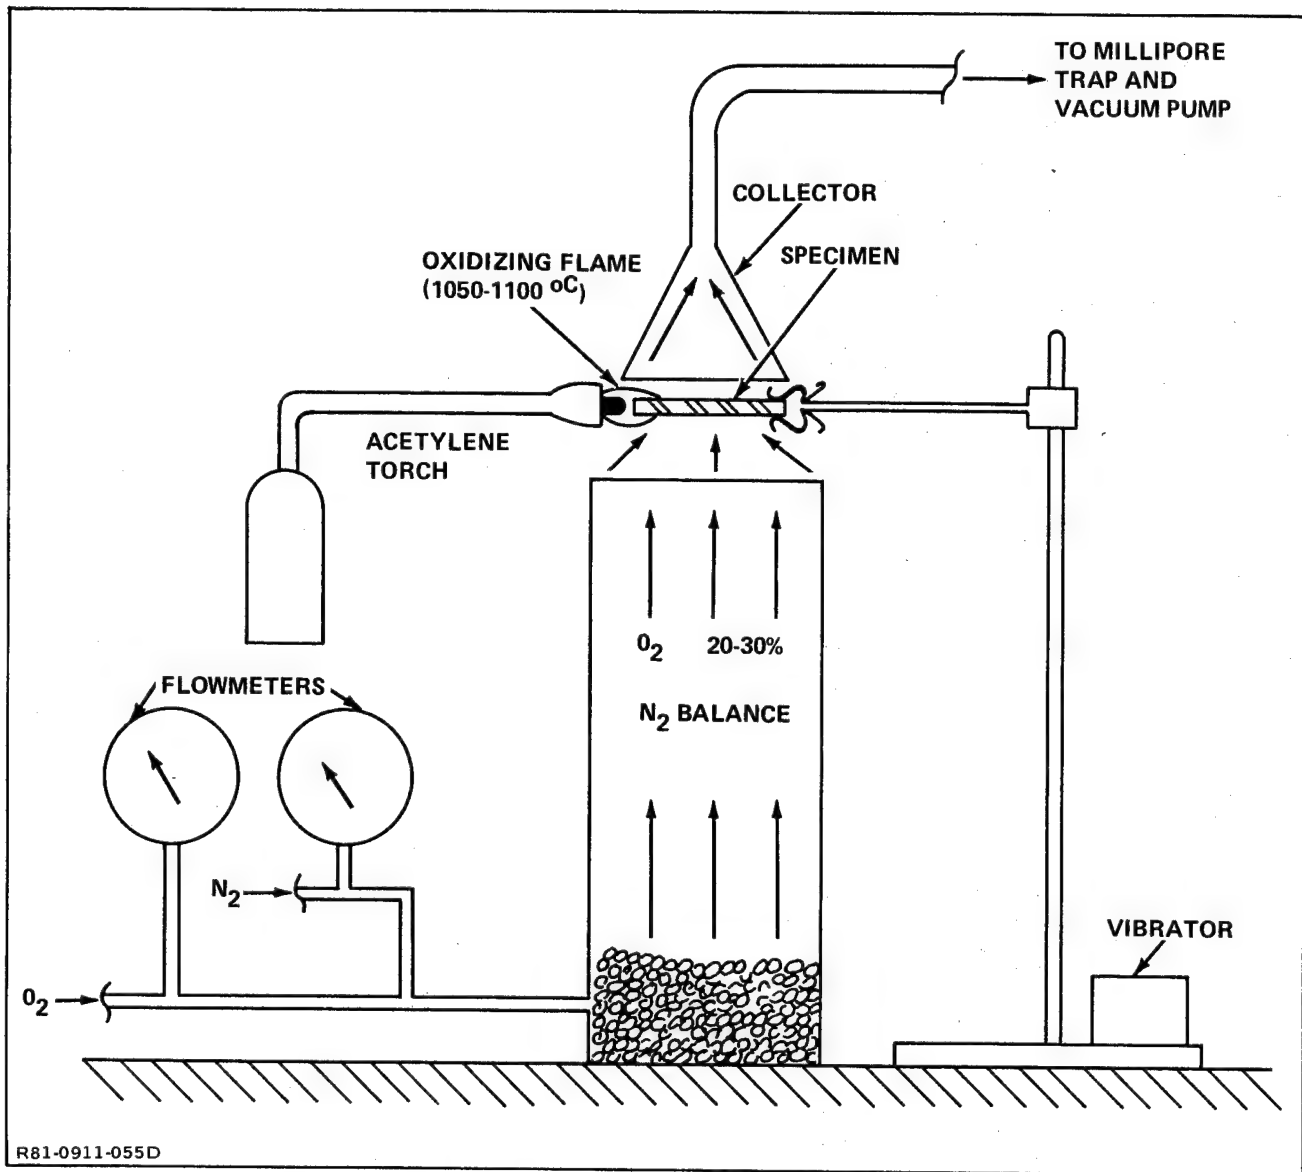 TO MILLIPORE
TRAP AND
VACUUM PUMP
COLLECTOR
SPECIMEN
OXIDIZING FLAME
(1050-1100 °C)
ACETYLENE
TORCH
O2 20-30%
N2 BALANCE
FLOWMETERS
N2
O2
VIBRATOR
R81-0911-055D